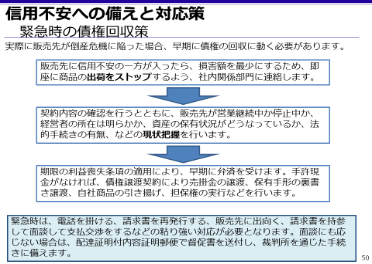 信用不安への備えと対応策
緊急時の債権回収策
実際に販売先が倒産危機に陥った場合、早期に債権の回収に動く必要があります。
販売先に信用不安の一方が入ったら、損害額を最少にするため、即
座に商品の出荷をストップするよう、社内関係部門に連絡します。
契約内容の確認を行うとともに、販売先が営業継続中か停止中か、
経営者の所在は明らかか、資産の保有状況がどうなっているか、法
的手続きの有無、などの現状把握を行います。
期限の利益喪失条項の適用により、早期に弁済を受けます。手許現
金がなければ、債権譲渡契約により売掛金の譲渡、保有手形の裏書
き譲渡、自社商品の引き揚げ、担保権の実行などを行います。
緊急時は、電話を掛ける、請求書を再発行する、販売先に出向く、請求書を持参
して面談して支払交渉をするなどの粘り強い対応が必要となります。面談にも応
じない場合は、配達証明付内容証明郵便で督促書を送付し、裁判所を通じた手続
きに備えます。
50